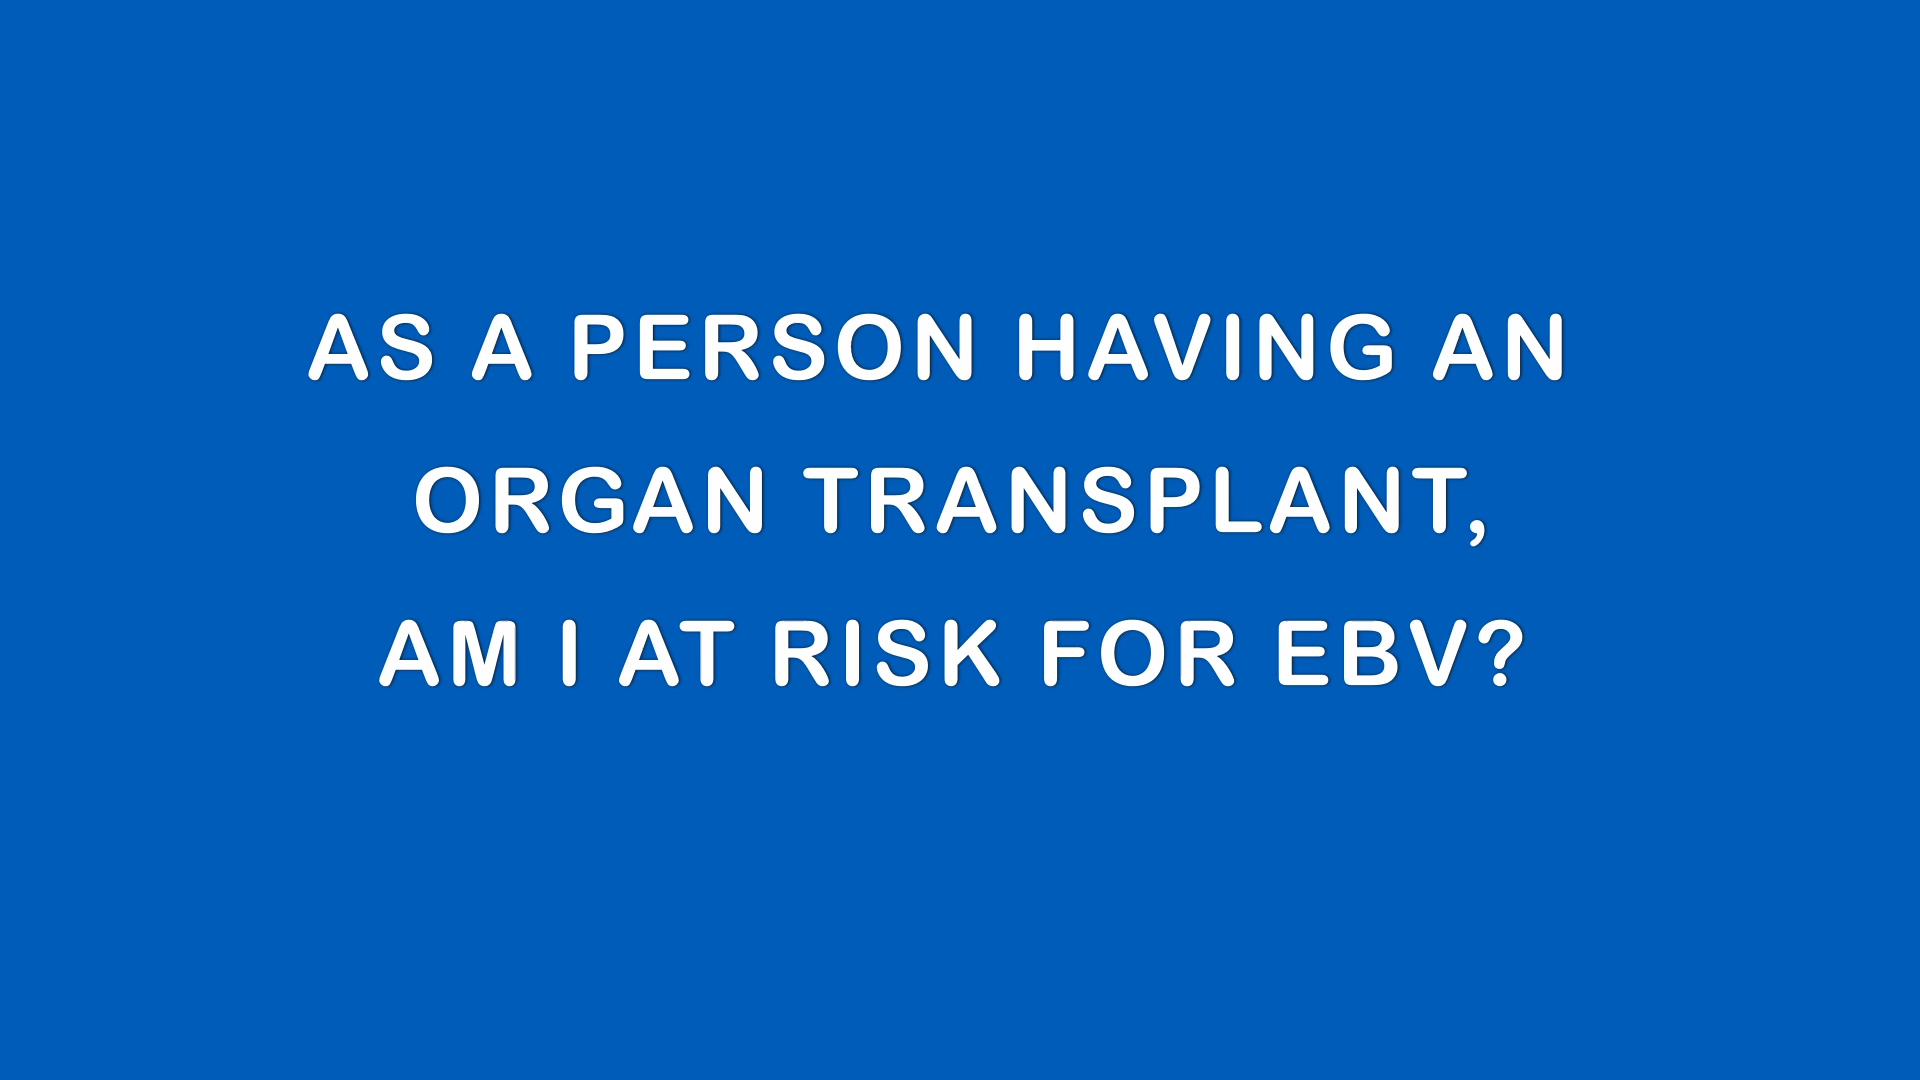 AS A PERSON HAVING AN
ORGAN TRANSPLANT,
AM I AT RISK FOR EBV?